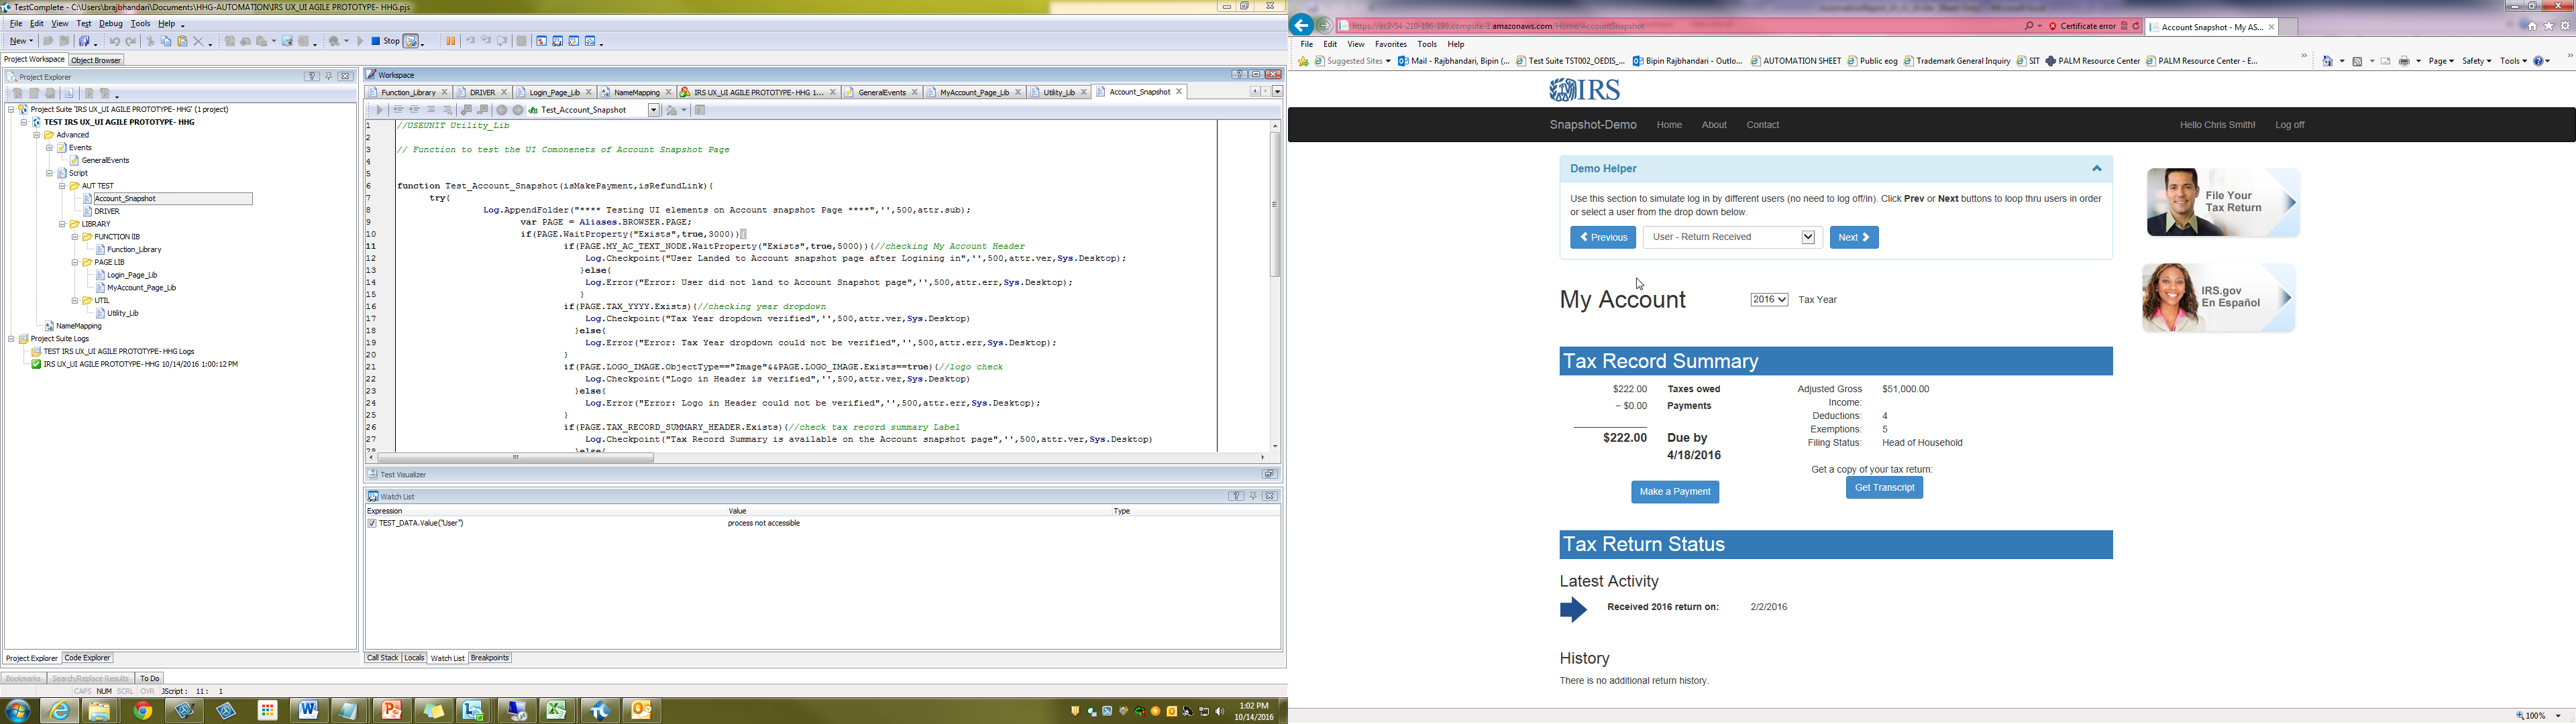 TestComplete - C:\Users\brajbhandari\Documents\HHG-AUTOMATION\IRS UX_UI AGILE PROTOTYPE- HHG.pjs
File Edit View Test Debug Tools Help
New Stop
Project Workspace Object Browser
Project Explorer
Project Suite 'IRS UX_UI AGILE PROTOTYPE-HHG' (1 project)
TEST IRS UX_UI AGILE PROTOTYPE- HHG
Advanced
Events
GeneralEvents
Script
AUT TEST
Account_Snapshot
DRIVER
LIBRARY
FUNCTION lIB
Function_Library
PAGE LIB
Login_Page_Lib
MyAccount_Page_Lib
UTIL
Utility_Lib
NameMapping
Project Suite Logs
TEST IRS UX_UI AGILE PROTOTYPE- HHG Logs
IRS UX_UI AGILE PROTOTYPE- HHG 10/14/2016 1:00:12 PM
Project Explorer Code Explorer
Workspace
Function_Library DRIVER Login_Page_Lib NameMapping IRS UX_UI AGILE PROTOTYPE- HHG 1... GeneralEvents MyAccount_Page_Lib Utility_Lib Account_Snapshot
Test_Account_Snapshot
1 //USEUNIT Utility_Lib
2
3 // Function to test the UI Comonenets of Account Snapshot Page
4
5
6 function Test_Account_Snapshot(isMakePayment,isRefundLink){
7 try{
8 Log.AppendFolder("**** Testing UI elements on Account snapshot Page ****",'',500,attr.sub);
9 var PAGE = Aliases.BROWSER.PAGE;
10 if(PAGE.WaitProperty("Exists",true,3000)){
11 if(PAGE.MY_AC_TEXT_NODE.WaitProperty("Exists",true,5000)){//checking My Account Header
12 Log.Checkpoint("User Landed to Account snapshot page after Logining in",'',500,attr.ver,Sys.Desktop);
13 }else{
14 Log.Error("Error: User did not land to Account Snapshot page",'',500,attr.err,Sys.Desktop);
15 }
16 if(PAGE.TAX_YYYY.Exists){//checking year dropdown
17 Log.Checkpoint("Tax Year dropdown verified",'',500,attr.ver,Sys.Desktop)
18 }else{
19 Log.Error("Error: Tax Year dropdown could not be verified",'',500,attr.err,Sys.Desktop);
20 }
21 if(PAGE.LOGO_IMAGE.ObjectType=="Image"&&PAGE.LOGO_IMAGE.Exists==true){//logo check
22 Log.Checkpoint("Logo in Header is verified",'',500,attr.ver,Sys.Desktop)
23 }else{
24 Log.Error("Error: Logo in Header could not be verified",'',500,attr.err,Sys.Desktop);
25 }
26 if(PAGE.TAX_RECORD_SUMMARY_HEADER.Exists){//check tax record summary Label
27 Log.Checkpoint("Tax Record Summary is available on the Account snapshot page",'',500,attr.ver,Sys.Desktop)
28 }else{
Test Visualizer
Watch List
Expression Value Type
TEST_DATA.Value("User") process not accessible
Call Stack Locals Watch List Breakpoints
Bookmarks Search/Replace Results To Do
CAPS NUM SCRL OVR JScript: 11: 1
1:02 PM
10/14/2016
https://ec2-54-210-196-190.compute-1.amazonaws.com/Home/AccountSnapshot
Certificate error
Account Snapshot - My AS...
File Edit View Favorites Tools Help
Suggested Sites Mail - Rajbhandari, Bipin (... Test Suite TST002_OEDIS_... Bipin Rajbhandari - Outlo... AUTOMATION SHEET Public eog Trademark General Inquiry SIT PALM Resource Center PALM Resource Center - E...
Page Safety Tools
IRS
Snapshot-Demo Home About Contact Hello Chris Smith! Log off
Demo Helper
Use this section to simulate log in by different users (no need to log off/in). Click Prev or Next buttons to loop thru users in order
or select a user from the drop down below.
Previous User - Return Received Next
File Your
Tax Return
IRS.gov
En Español
My Account 2016 Tax Year
Tax Record Summary
$222.00 Taxes owed
− $0.00 Payments
$222.00 Due by
4/18/2016
Make a Payment
Adjusted Gross $51,000.00
Income:
Deductions: 4
Exemptions: 5
Filing Status: Head of Household
Get a copy of your tax return:
Get Transcript
Tax Return Status
Latest Activity
Received 2016 return on: 2/2/2016
History
There is no additional return history.
100%